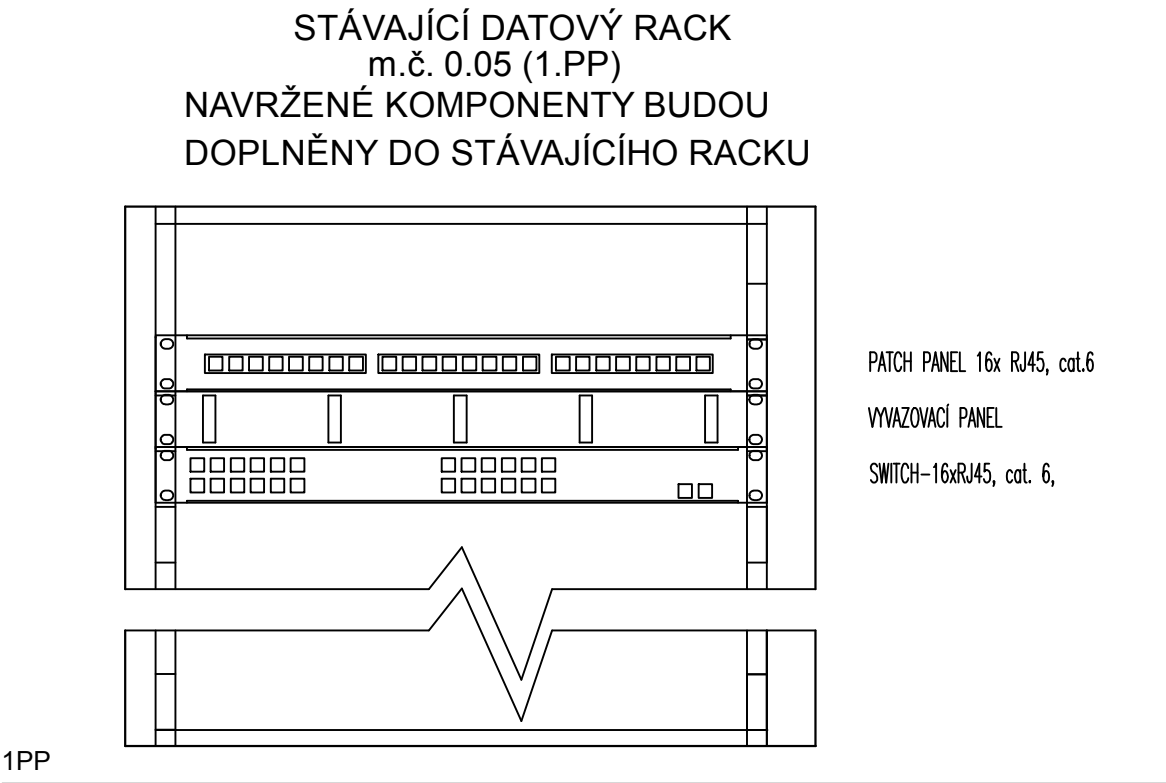 STÁVAJÍCÍ DATOVÝ RACK
m.č. 0.05 (1.PP)
NAVRŽENÉ KOMPONENTY BUDOU
DOPLNĚNY DO STÁVAJÍCÍHO RACKU
PATCH PANEL 16x RJ45, cat.6
VYVAZOVACÍ PANEL
SWITCH-16xRJ45, cat. 6,
1PP